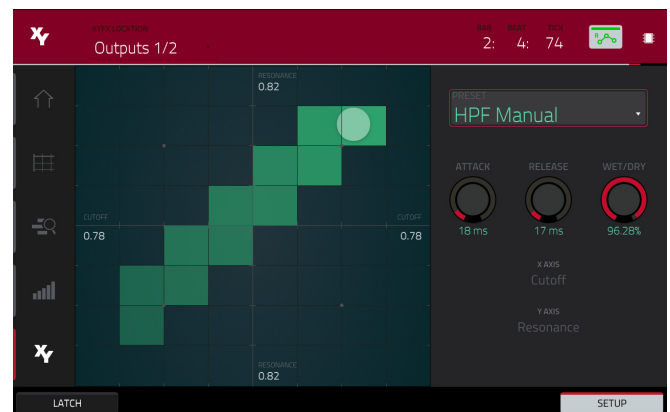 XY
FX LOCATION
Outputs 1/2
BAR BEAT TICK
2: 4: 74
R
RESONANCE
0.82
CUTOFF
0.78
CUTOFF
0.78
RESONANCE
0.82
PRESET
HPF Manual
ATTACK RELEASE WET/DRY
18 ms 17 ms 96.28%
X AXIS
Cutoff
Y AXIS
Resonance
XY
LATCH
SETUP